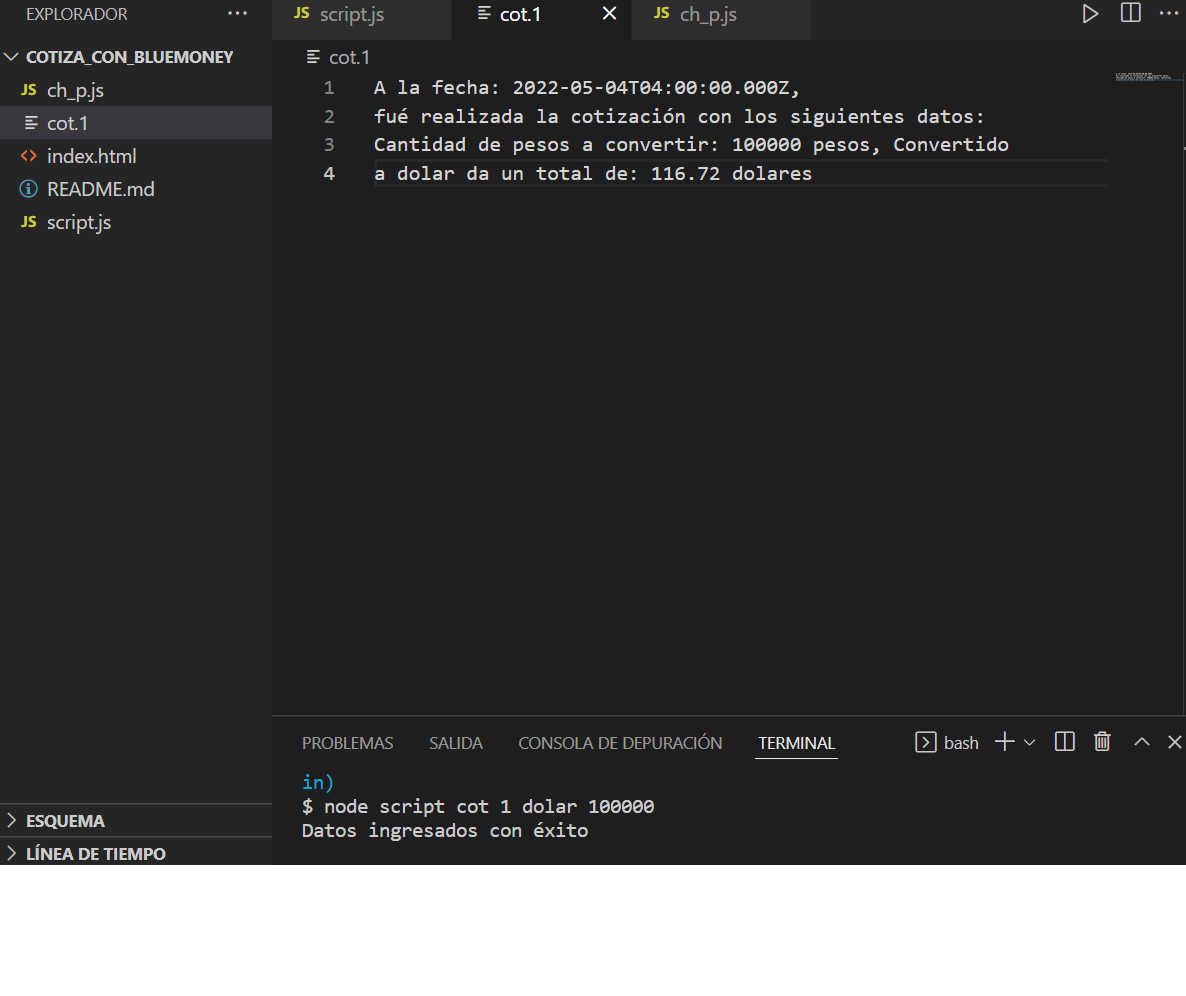 EXPLORADOR ···
COTIZA_CON_BLUEMONEY
JS ch_p.js
cot.1
index.html
README.md
JS script.js
ESQUEMA
LÍNEA DE TIEMPO
JS script.js
cot.1
JS ch_p.js
cot.1
1 A la fecha: 2022-05-04T04:00:00.000Z,
2 fué realizada la cotización con los siguientes datos:
3 Cantidad de pesos a convertir: 100000 pesos, Convertido
4 a dolar da un total de: 116.72 dolares
PROBLEMAS SALIDA CONSOLA DE DEPURACIÓN TERMINAL bash
in)
$ node script cot 1 dolar 100000
Datos ingresados con éxito